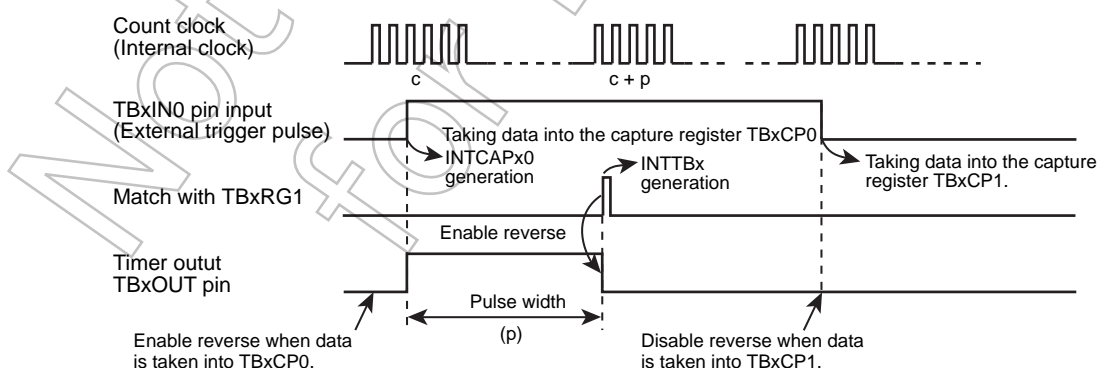 Count clock
(Internal clock)
c
c + p
TBxIN0 pin input
(External trigger pulse)
Taking data into the capture register TBxCP0
INTCAPx0
generation
INTTBx
generation
Taking data into the capture
register TBxCP1.
Match with TBxRG1
Enable reverse
Timer outut
TBxOUT pin
Pulse width
(p)
Enable reverse when data
is taken into TBxCP0.
Disable reverse when data
is taken into TBxCP1.
Not
for